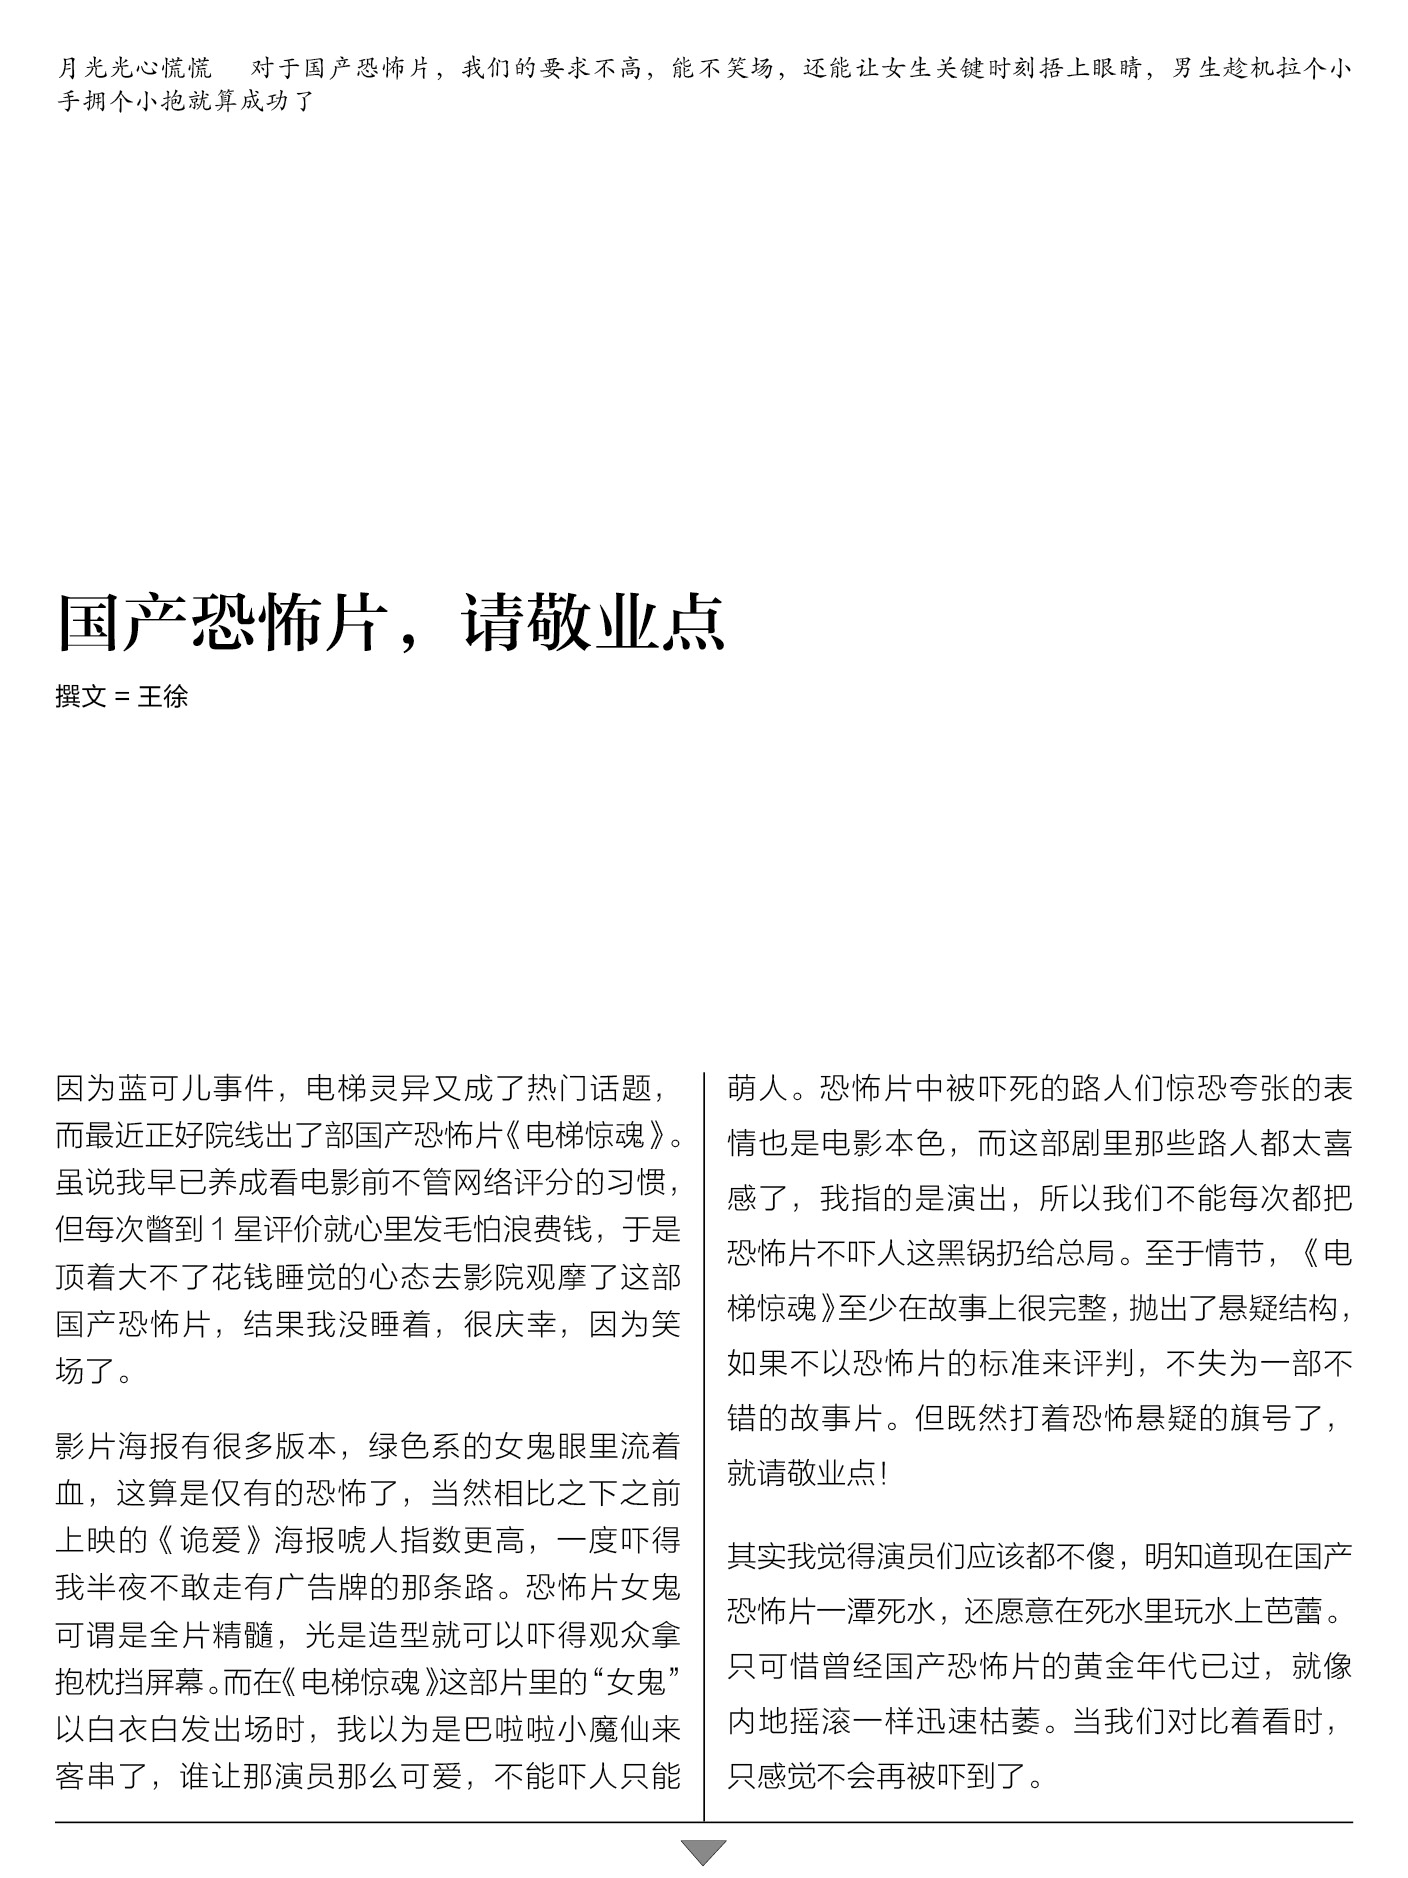 月光光心慌慌 对于国产恐怖片，我们的要求不高，能不笑场，还能让女生关键时刻捂上眼睛，男生趁机拉个小
手拥个小抱就算成功了
国产恐怖片，请敬业点
撰文 = 王徐
因为蓝可儿事件，电梯灵异又成了热门话题，
而最近正好院线出了部国产恐怖片《电梯惊魂》。
虽说我早已养成看电影前不管网络评分的习惯，
但每次瞥到 1 星评价就心里发毛怕浪费钱，于是
顶着大不了花钱睡觉的心态去影院观摩了这部
国产恐怖片，结果我没睡着，很庆幸，因为笑
场了。
影片海报有很多版本，绿色系的女鬼眼里流着
血，这算是仅有的恐怖了，当然相比之下之前
上映的《诡爱》海报唬人指数更高，一度吓得
我半夜不敢走有广告牌的那条路。恐怖片女鬼
可谓是全片精髓，光是造型就可以吓得观众拿
抱枕挡屏幕。而在《电梯惊魂》这部片里的“女鬼”
以白衣白发出场时，我以为是巴啦啦小魔仙来
客串了，谁让那演员那么可爱，不能吓人只能
萌人。恐怖片中被吓死的路人们惊恐夸张的表
情也是电影本色，而这部剧里那些路人都太喜
感了，我指的是演出，所以我们不能每次都把
恐怖片不吓人这黑锅扔给总局。至于情节，《电
梯惊魂》至少在故事上很完整，抛出了悬疑结构，
如果不以恐怖片的标准来评判，不失为一部不
错的故事片。但既然打着恐怖悬疑的旗号了，
就请敬业点！
其实我觉得演员们应该都不傻，明知道现在国产
恐怖片一潭死水，还愿意在死水里玩水上芭蕾。
只可惜曾经国产恐怖片的黄金年代已过，就像
内地摇滚一样迅速枯萎。当我们对比着看时，
只感觉不会再被吓到了。